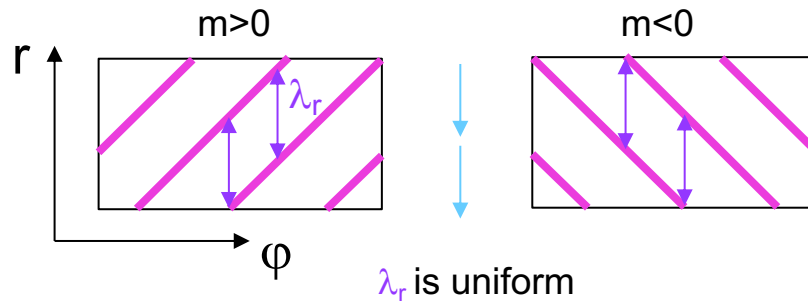 m>0
m<0
r
λr
φ
λr is uniform